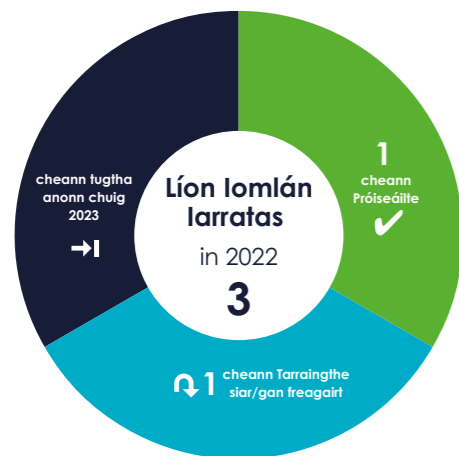 Líon Iomlán
Iarratas
in 2022
3
1
cheann
Próiseáilte
1 cheann Tarraingthe
siar/gan freagairt
cheann tugtha
anonn chuig
2023